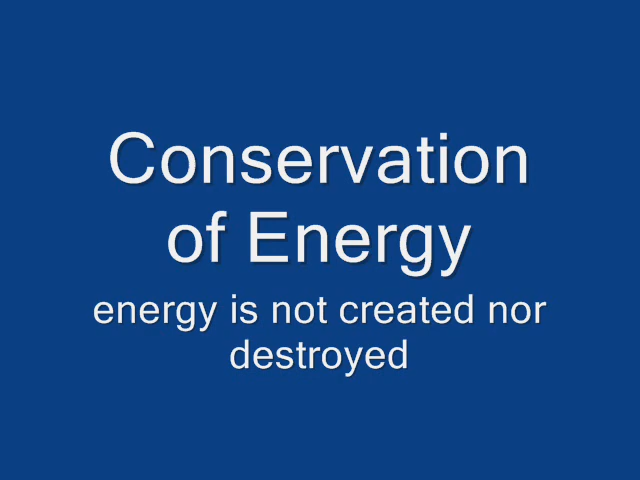 Conservation
of Energy
energy is not created nor
destroyed